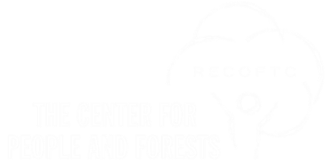 RECOFTC
THE CENTER FOR
PEOPLE AND FORESTS